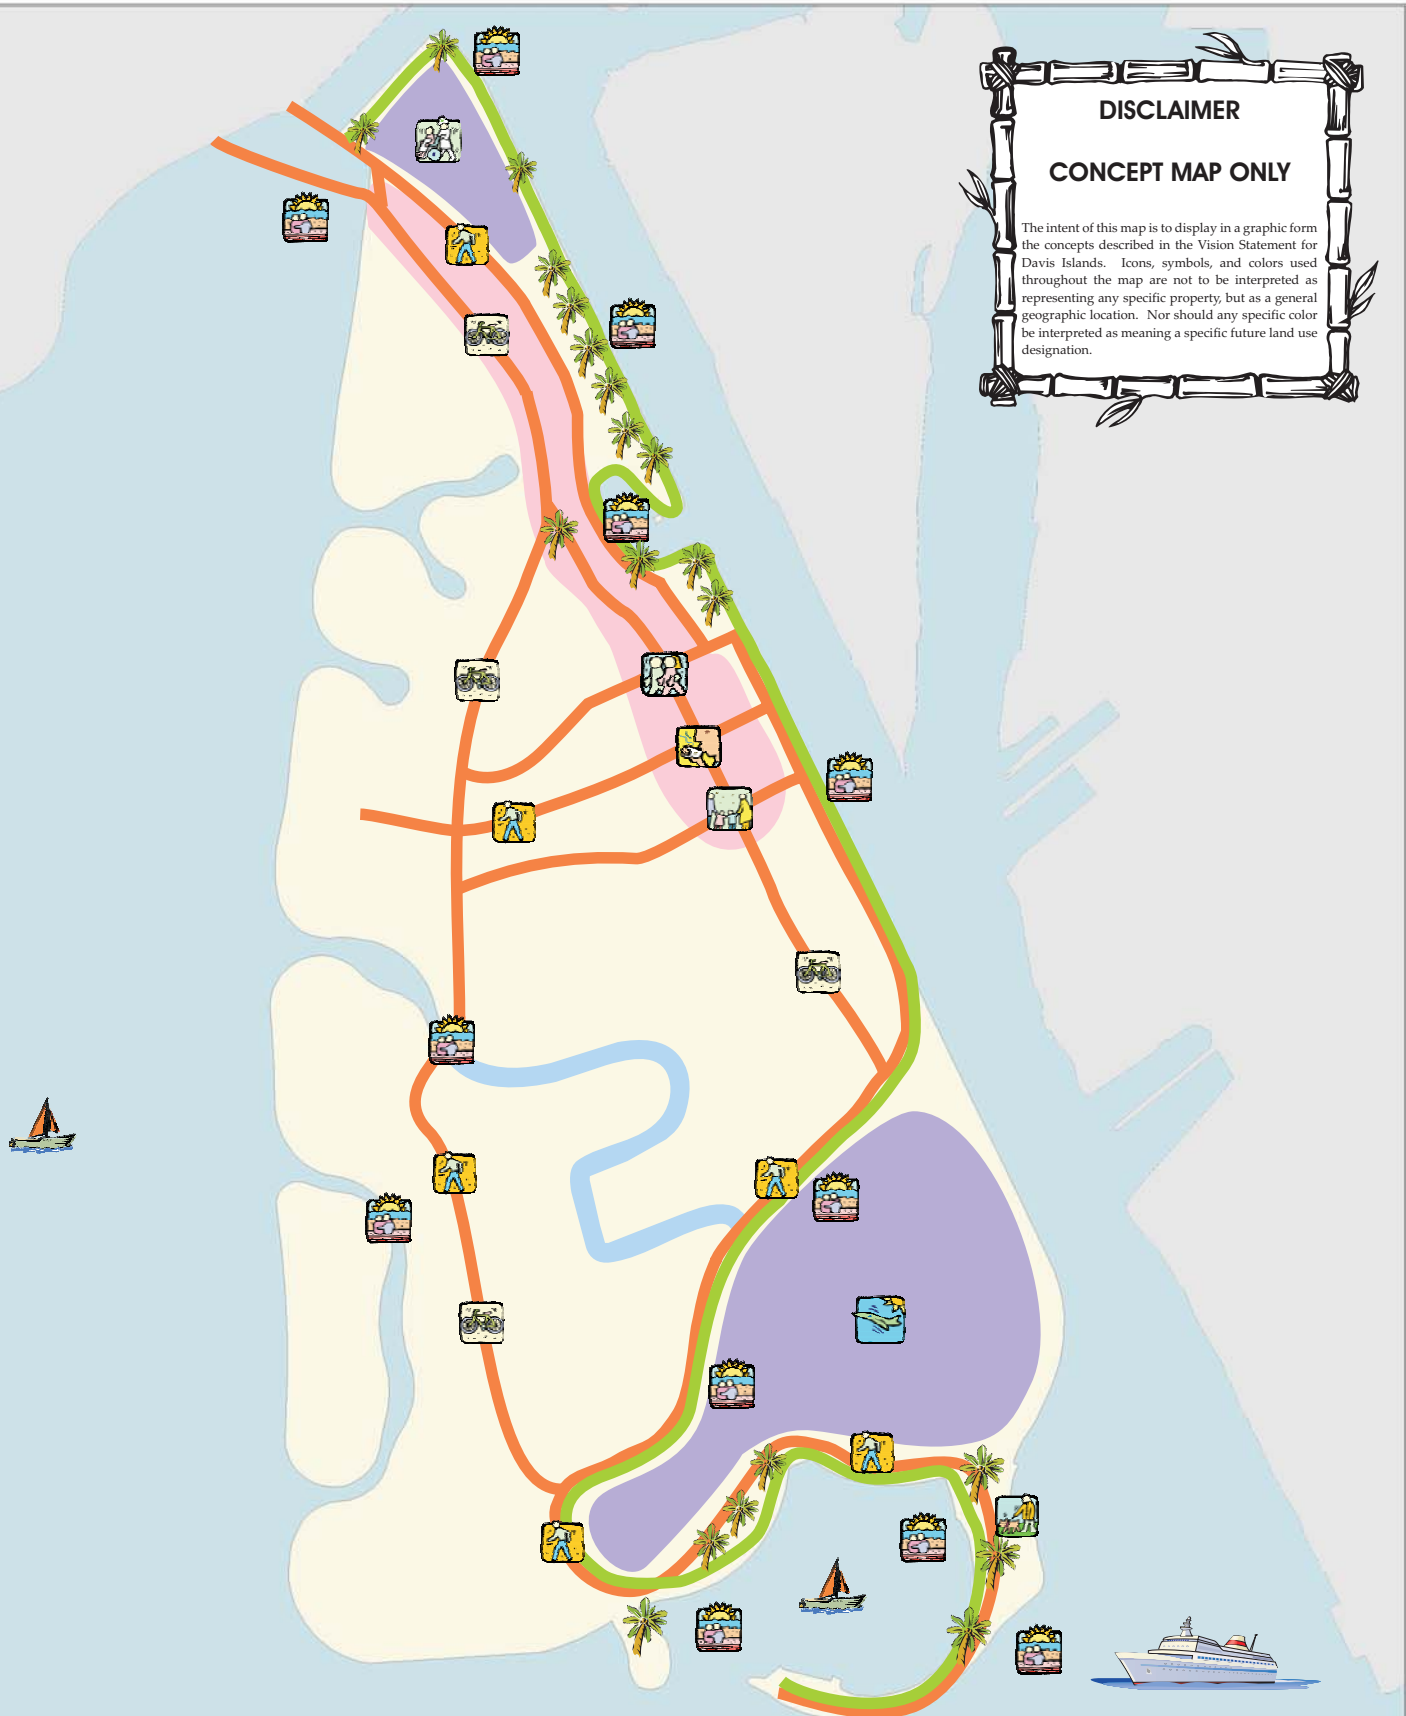 DISCLAIMER
CONCEPT MAP ONLY
The intent of this map is to display in a graphic form
the concepts described in the Vision Statement for
Davis Islands. Icons, symbols, and colors used
throughout the map are not to be interpreted as
representing any specific property, but as a general
geographic location. Nor should any specific color
be interpreted as meaning a specific future land use
designation.